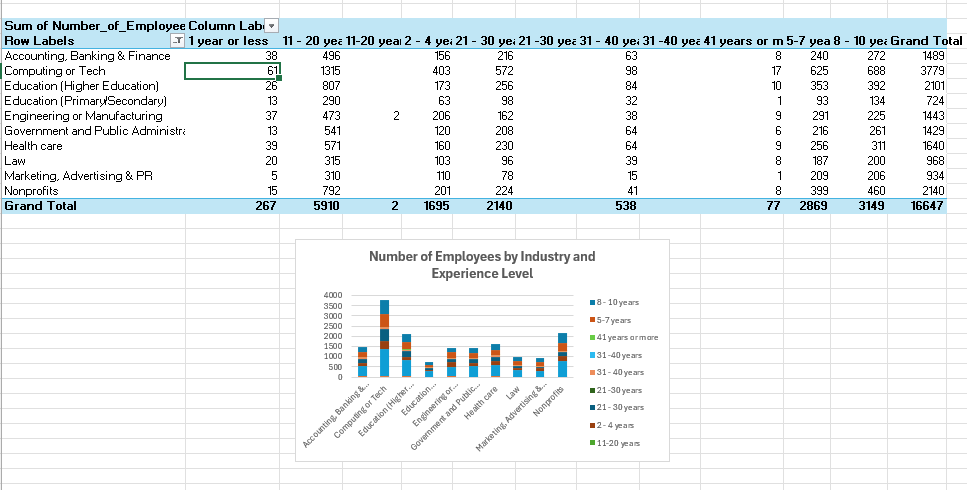 Sum of Number_of_Employee Column Labe
Row Labels 1 year or less 11 - 20 yea 11-20 year 2 - 4 yea 21 - 30 yea 21 -30 yea 31 - 40 yea 31 -40 yea 41 years or m 5-7 yea 8 - 10 yea Grand Total
Accounting, Banking & Finance 38 496 156 216 63 8 240 272 1489
Computing or Tech 61 1315 403 572 98 17 625 688 3779
Education (Higher Education) 26 807 173 256 84 10 353 392 2101
Education (Primary/Secondary) 13 290 63 98 32 1 93 134 724
Engineering or Manufacturing 37 473 2 206 162 38 9 291 225 1443
Government and Public Administra 13 541 120 208 64 6 216 261 1429
Health care 39 571 160 230 64 9 256 311 1640
Law 20 315 103 96 39 8 187 200 968
Marketing, Advertising & PR 5 310 110 78 15 1 209 206 934
Nonprofits 15 792 201 224 41 8 399 460 2140
Grand Total 267 5910 2 1695 2140 538 77 2869 3149 16647
Number of Employees by Industry and
Experience Level
4000
3500
3000
2500
2000
1500
1000
500
0
Accounting, Banking &...
Computing or Tech
Education (Higher...
Education...
Engineering or...
Government and Public...
Health care
Law
Marketing, Advertising &...
Nonprofits
8 - 10 years
5-7 years
41 years or more
31 -40 years
31 - 40 years
21 -30 years
21 - 30 years
2 - 4 years
11-20 years